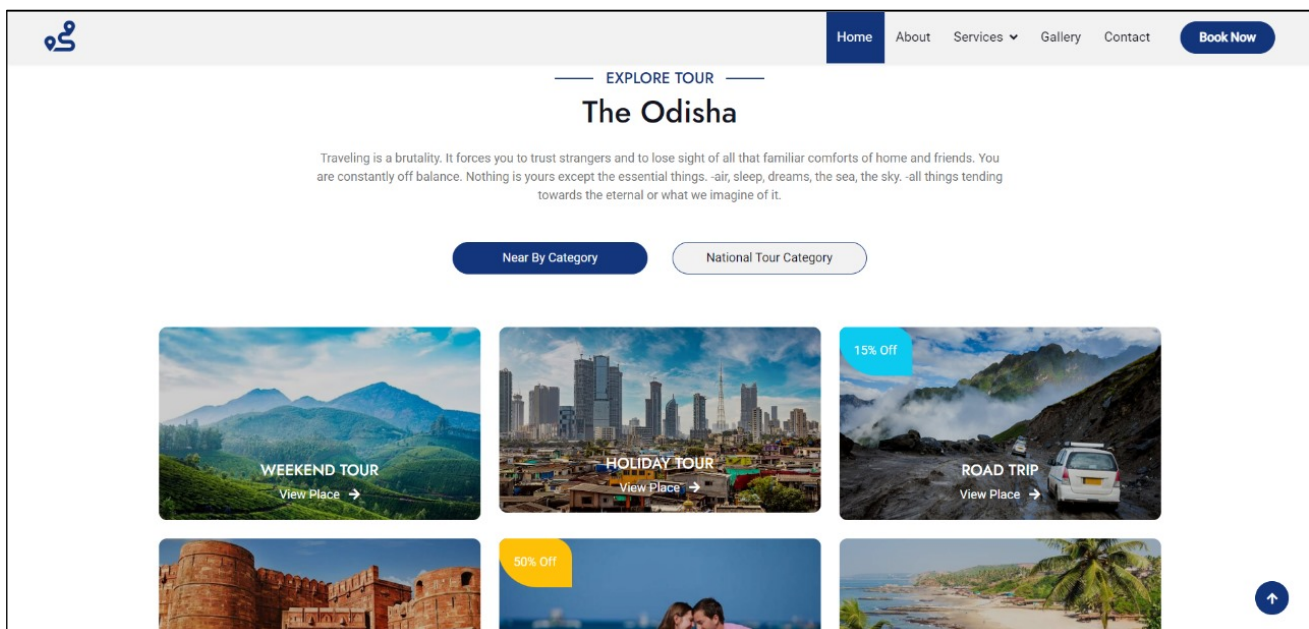 Home About Services Gallery Contact Book Now
EXPLORE TOUR
The Odisha
Traveling is a brutality. It forces you to trust strangers and to lose sight of all that familiar comforts of home and friends. You
are constantly off balance. Nothing is yours except the essential things. -air, sleep, dreams, the sea, the sky. -all things tending
towards the eternal or what we imagine of it.
Near By Category National Tour Category
15% Off
WEEKEND TOUR HOLIDAY TOUR ROAD TRIP
View Place View Place View Place
50% Off